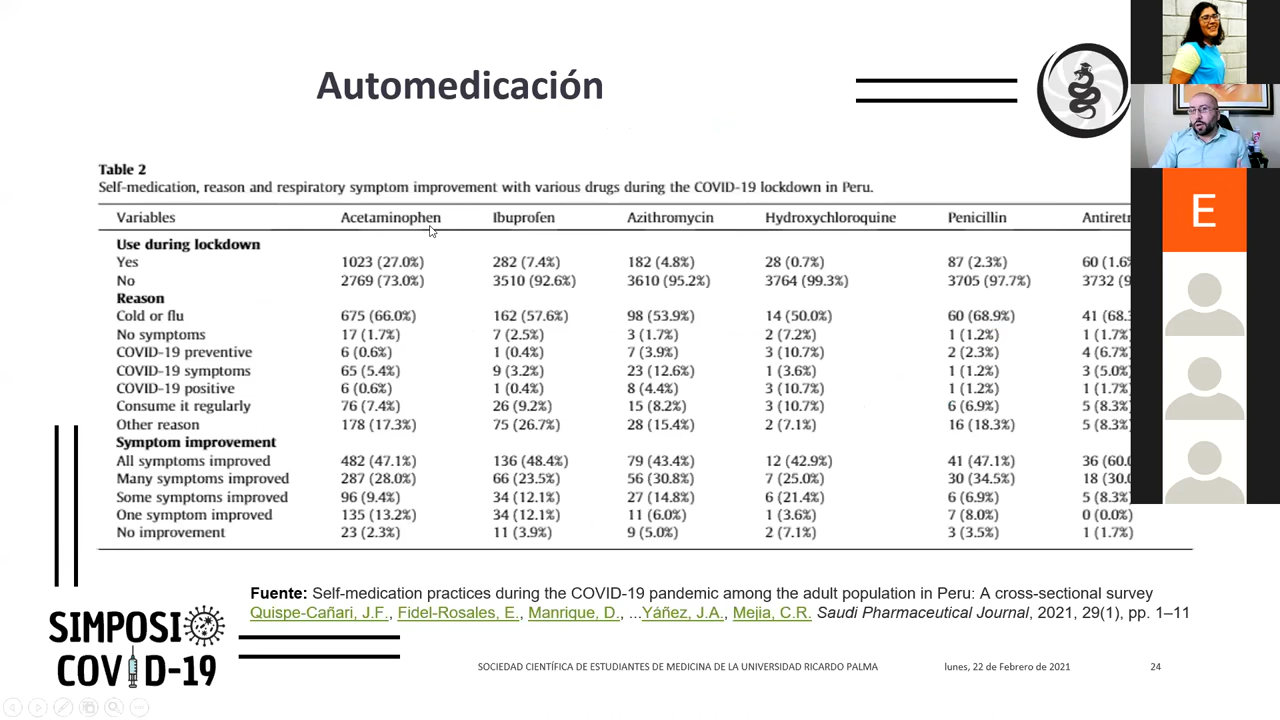 Automedicación
Table 2
Self-medication, reason and respiratory symptom improvement with various drugs during the COVID-19 lockdown in Peru.
Variables Acetaminophen Ibuprofen Azithromycin Hydroxychloroquine Penicillin Antiretr
Use during lockdown
Yes 1023 (27.0%) 282 (7.4%) 182 (4.8%) 28 (0.7%) 87 (2.3%) 60 (1.6%
No 2769 (73.0%) 3510 (92.6%) 3610 (95.2%) 3764 (99.3%) 3705 (97.7%) 3732 (9
Reason
Cold or flu 675 (66.0%) 162 (57.6%) 98 (53.9%) 14 (50.0%) 60 (68.9%) 41 (68.3
No symptoms 17 (1.7%) 7 (2.5%) 3 (1.7%) 2 (7.2%) 1 (1.2%) 1 (1.7%)
COVID-19 preventive 6 (0.6%) 1 (0.4%) 7 (3.9%) 3 (10.7%) 2 (2.3%) 4 (6.7%)
COVID-19 symptoms 65 (5.4%) 9 (3.2%) 23 (12.6%) 1 (3.6%) 1 (1.2%) 3 (5.0%)
COVID-19 positive 6 (0.6%) 1 (0.4%) 8 (4.4%) 3 (10.7%) 1 (1.2%) 1 (1.7%)
Consume it regularly 76 (7.4%) 26 (9.2%) 15 (8.2%) 3 (10.7%) 6 (6.9%) 5 (8.3%)
Other reason 178 (17.3%) 75 (26.7%) 28 (15.4%) 2 (7.1%) 16 (18.3%) 5 (8.3%)
Symptom improvement
All symptoms improved 482 (47.1%) 136 (48.4%) 79 (43.4%) 12 (42.9%) 41 (47.1%) 36 (60.0
Many symptoms improved 287 (28.0%) 66 (23.5%) 56 (30.8%) 7 (25.0%) 30 (34.5%) 18 (30.0
Some symptoms improved 96 (9.4%) 34 (12.1%) 27 (14.8%) 6 (21.4%) 6 (6.9%) 5 (8.3%)
One symptom improved 135 (13.2%) 34 (12.1%) 11 (6.0%) 1 (3.6%) 7 (8.0%) 0 (0.0%)
No improvement 23 (2.3%) 11 (3.9%) 9 (5.0%) 2 (7.1%) 3 (3.5%) 1 (1.7%)
E
Fuente: Self-medication practices during the COVID-19 pandemic among the adult population in Peru: A cross-sectional survey
Quispe-Cañari, J.F., Fidel-Rosales, E., Manrique, D., ...Yáñez, J.A., Mejia, C.R. Saudi Pharmaceutical Journal, 2021, 29(1), pp. 1–11
SIMPOSIO
COVID-19
SOCIEDAD CIENTÍFICA DE ESTUDIANTES DE MEDICINA DE LA UNIVERSIDAD RICARDO PALMA lunes, 22 de Febrero de 2021 24